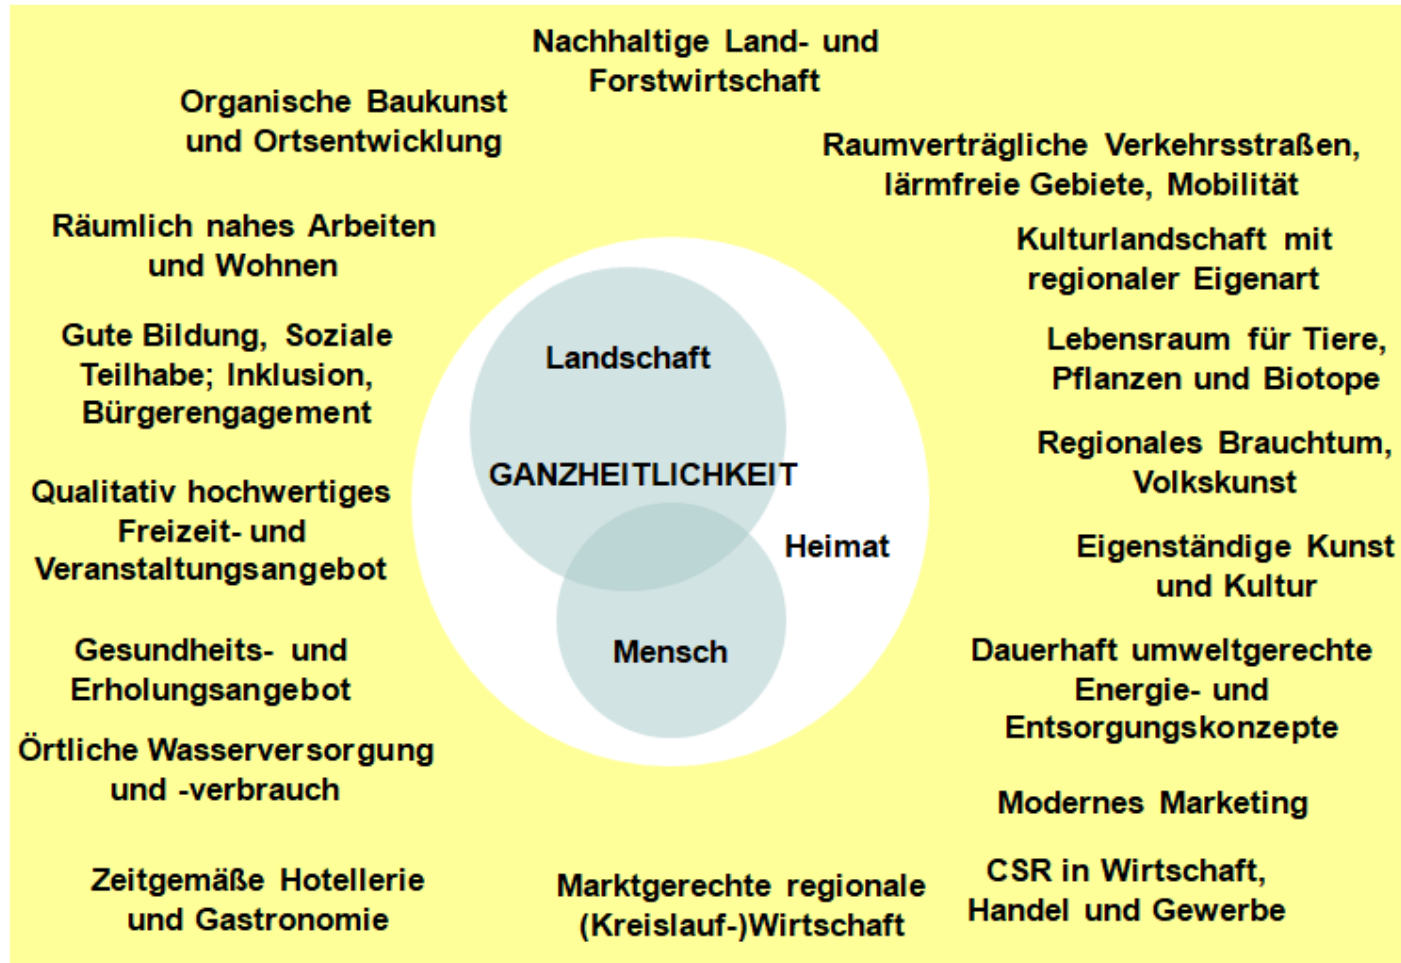 Nachhaltige Land- und
Forstwirtschaft
Organische Baukunst
und Ortsentwicklung
Raumverträgliche Verkehrsstraßen,
lärmfreie Gebiete, Mobilität
Räumlich nahes Arbeiten
und Wohnen
Kulturlandschaft mit
regionaler Eigenart
Gute Bildung, Soziale
Teilhabe; Inklusion,
Bürgerengagement
Landschaft
Lebensraum für Tiere,
Pflanzen und Biotope
GANZHEITLICHKEIT
Regionales Brauchtum,
Volkskunst
Qualitativ hochwertiges
Freizeit- und
Veranstaltungsangebot
Heimat
Eigenständige Kunst
und Kultur
Gesundheits- und
Erholungsangebot
Mensch
Dauerhaft umweltgerechte
Energie- und
Entsorgungskonzepte
Örtliche Wasserversorgung
und -verbrauch
Modernes Marketing
Zeitgemäße Hotellerie
und Gastronomie
Marktgerechte regionale
(Kreislauf-)Wirtschaft
CSR in Wirtschaft,
Handel und Gewerbe